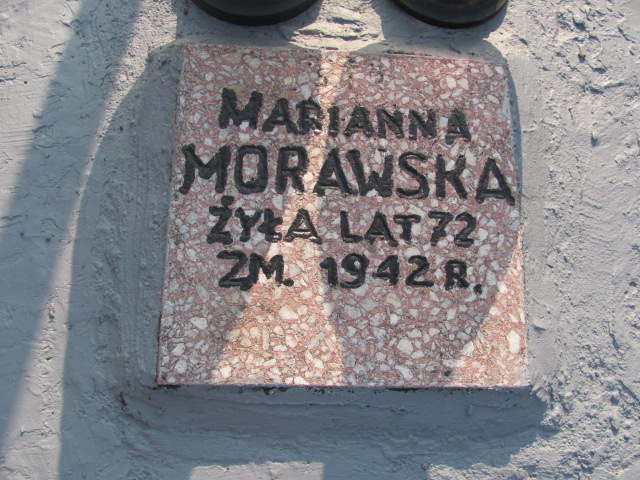 MARIANNA
MORAWSKA
ŻYŁA LAT 72
ZM. 1942 R.